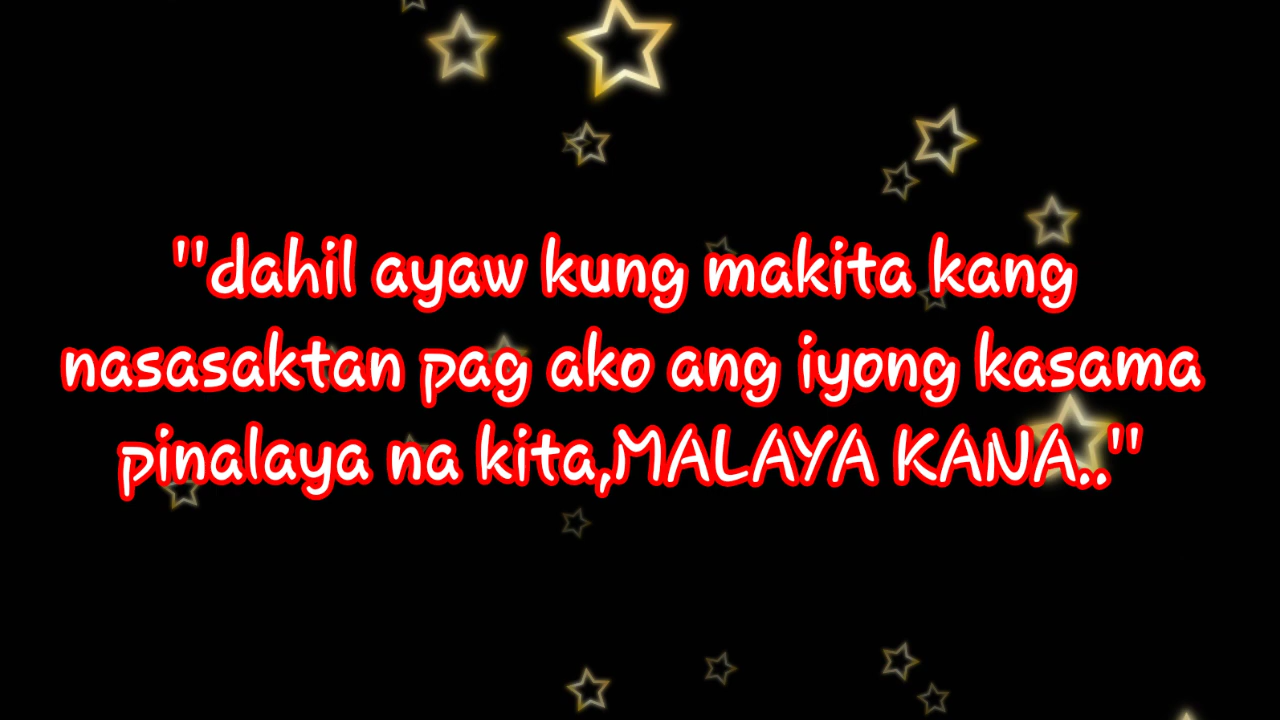 "dahil ayaw kung makita kang
nasasaktan pag ako ang iyong kasama
pinalaya na kita,MALAYA KANA.."